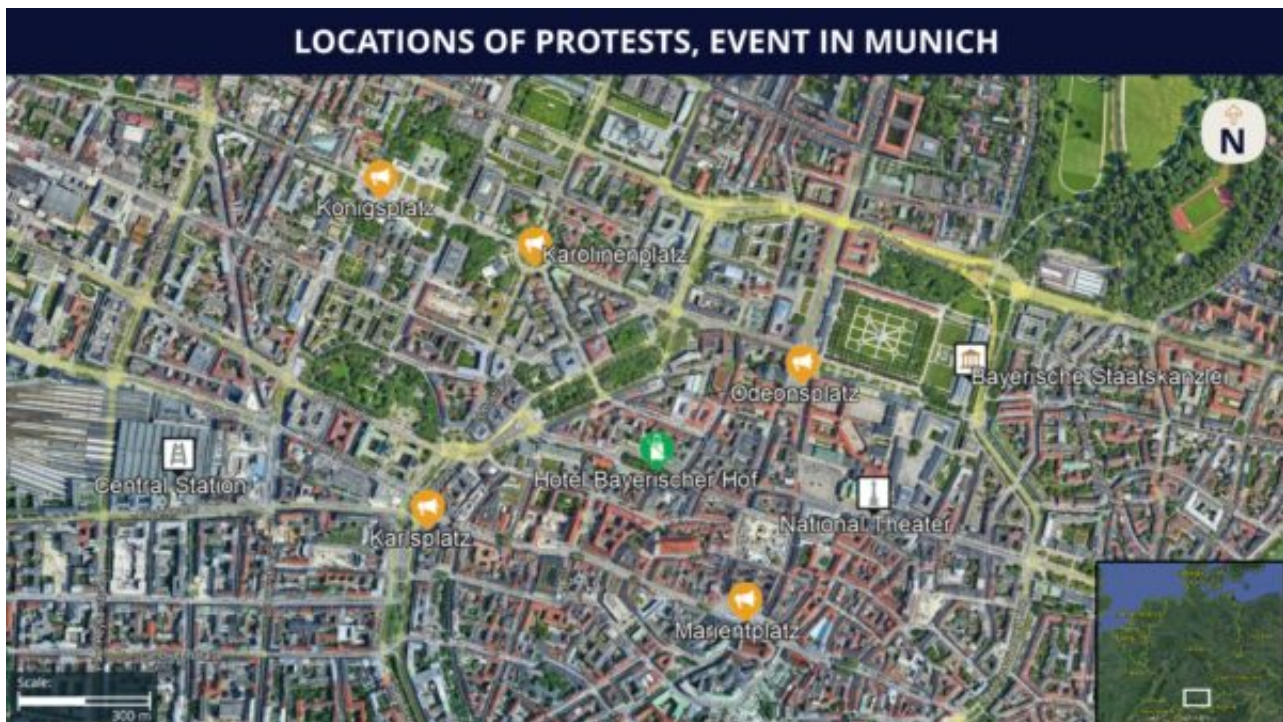 LOCATIONS OF PROTESTS, EVENT IN MUNICH
N
Königsplatz
Karolinenplatz
Odeonsplatz
Bayerische Staatskanzlei
Central Station
Hotel Bayerischer Hof
National Theater
Karlsplatz
Marientplatz
Scale:
300 m